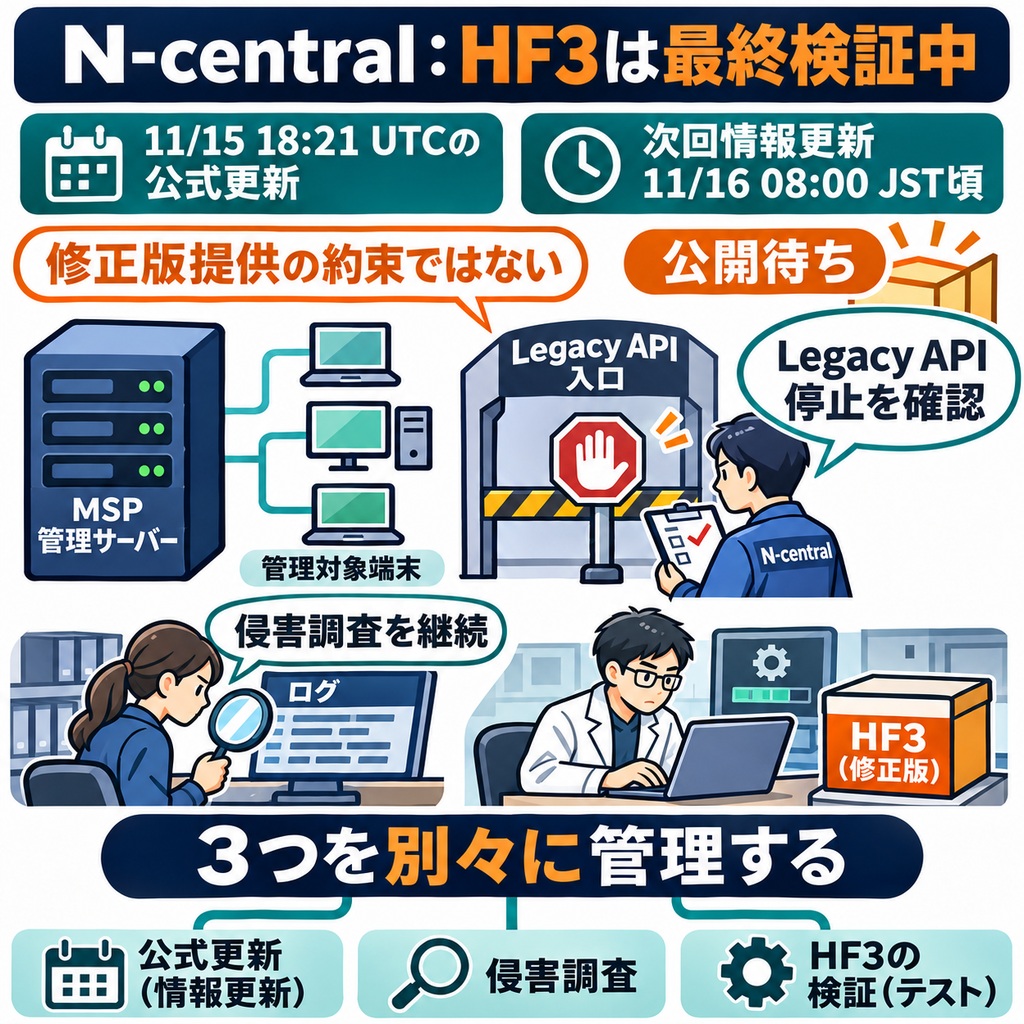 N-central：HF3は最終検証中
11/15 18:21 UTCの
公式更新
次回情報更新
11/16 08:00 JST頃
修正版提供の約束ではない
公開待ち
Legacy API
入口
Legacy API
停止を確認
MSP
管理サーバー
管理対象端末
N-central
侵害調査を継続
ログ
HF3
（修正版）
3つを別々に管理する
公式更新
（情報更新）
侵害調査
HF3の
検証（テスト）